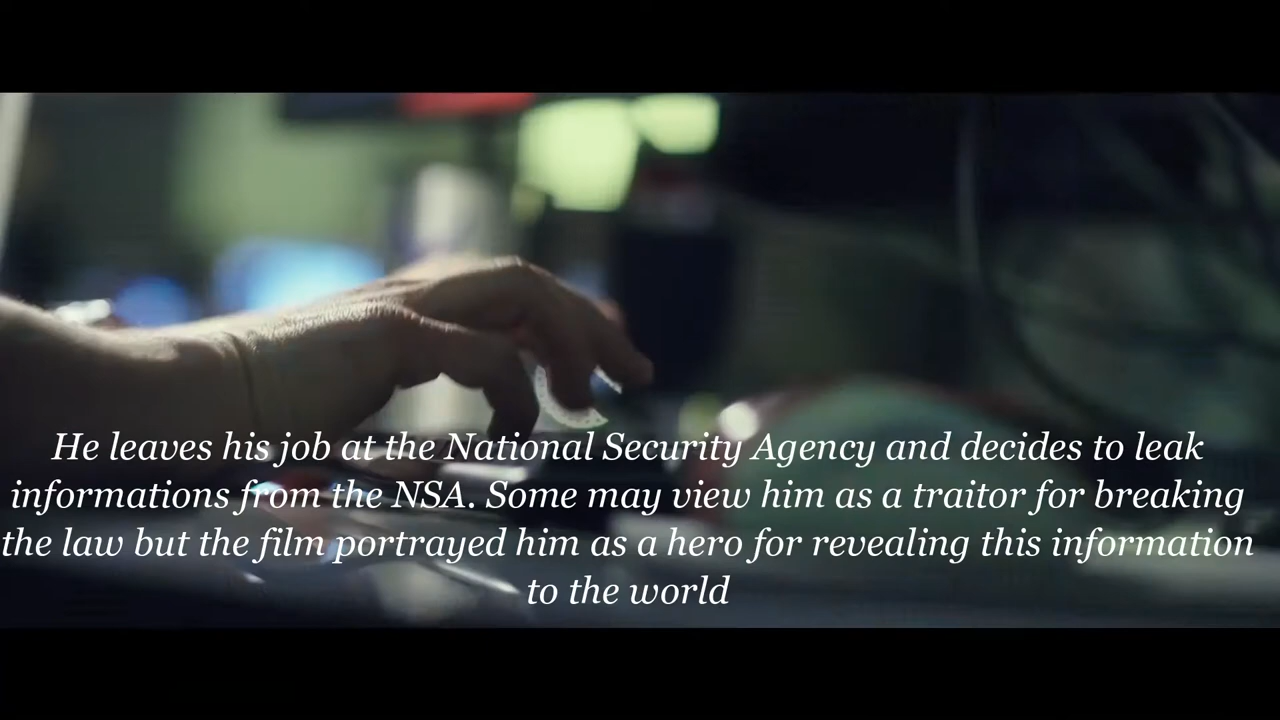 He leaves his job at the National Security Agency and decides to leak
informations from the NSA. Some may view him as a traitor for breaking
the law but the film portrayed him as a hero for revealing this information
to the world